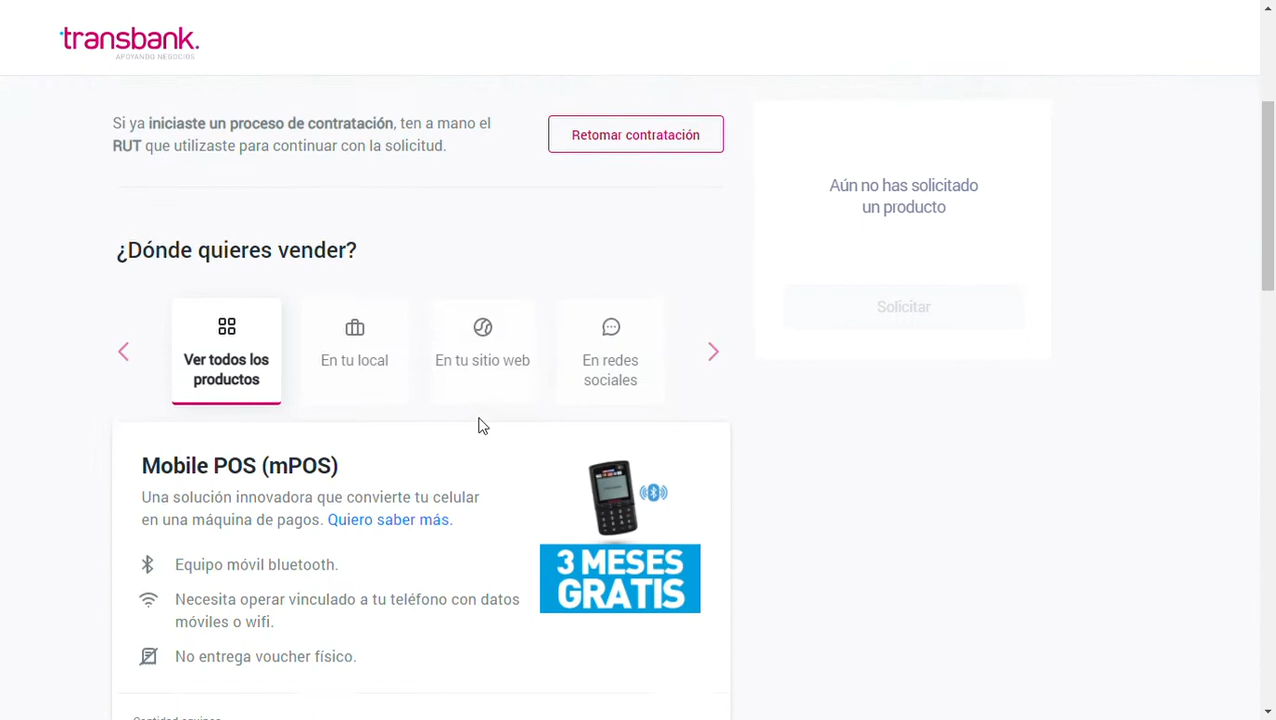 transbank.
APOYANDO NEGOCIOS
Si ya iniciaste un proceso de contratación, ten a mano el
RUT que utilizaste para continuar con la solicitud.
Retomar contratación
Aún no has solicitado
un producto
Solicitar
¿Dónde quieres vender?
Ver todos los
productos
En tu local
En tu sitio web
En redes
sociales
Mobile POS (mPOS)
Una solución innovadora que convierte tu celular
en una máquina de pagos. Quiero saber más.
Equipo móvil bluetooth.
Necesita operar vinculado a tu teléfono con datos
móviles o wifi.
No entrega voucher físico.
3 MESES
GRATIS
Cantidad equipos